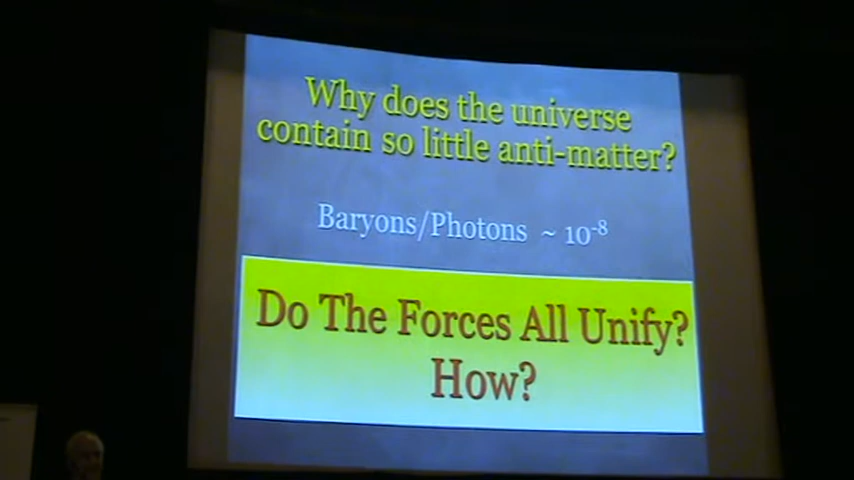 Why does the universe
contain so little anti-matter?
Baryons/Photons ~ 10⁻⁸
Do The Forces All Unify?
How?